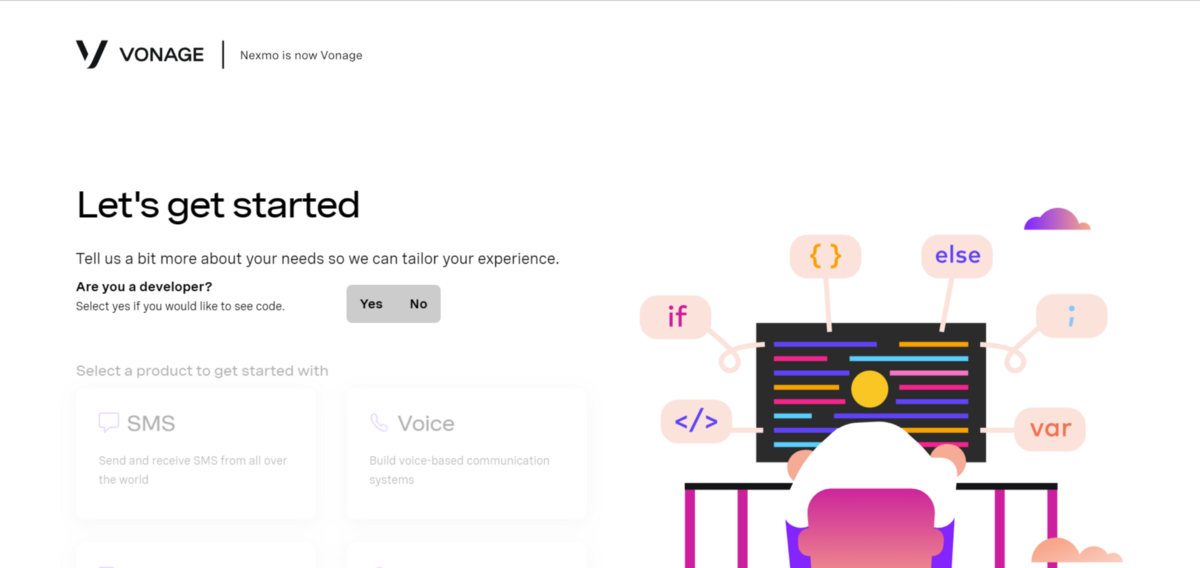 VONAGE
Nexmo is now Vonage
Let's get started
Tell us a bit more about your needs so we can tailor your experience.
Are you a developer?
Select yes if you would like to see code.
Yes No
Select a product to get started with
SMS
Send and receive SMS from all over
the world
Voice
Build voice-based communication
systems
{ }
else
if
;
</>
var